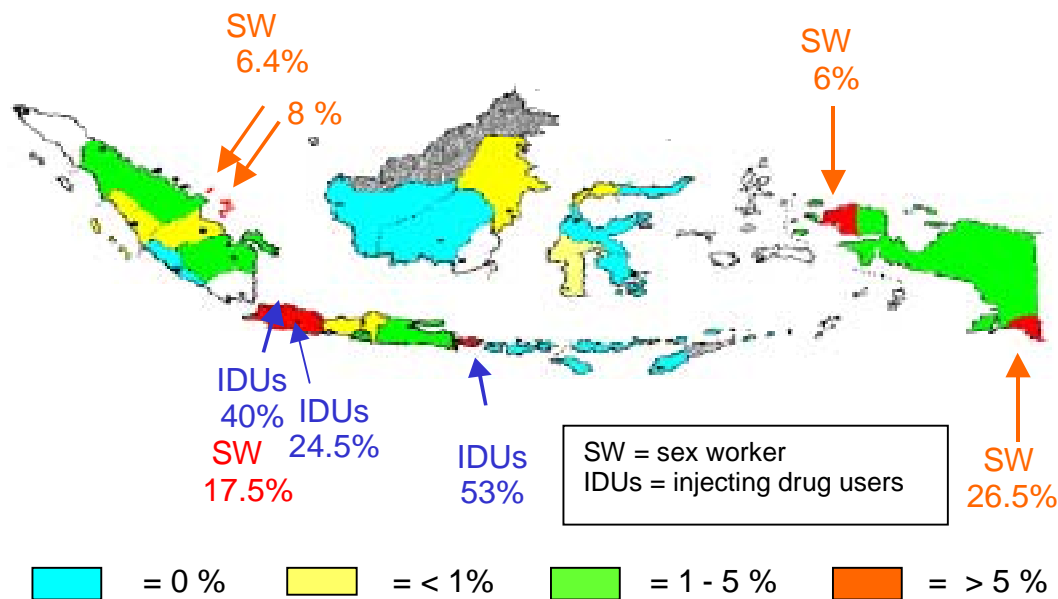 SW
6.4%
8 %
SW
6%
IDUs
40%
IDUs
24.5%
SW
17.5%
IDUs
53%
SW = sex worker
IDUs = injecting drug users
SW
26.5%
= 0 %
= < 1%
= 1 - 5 %
= > 5 %